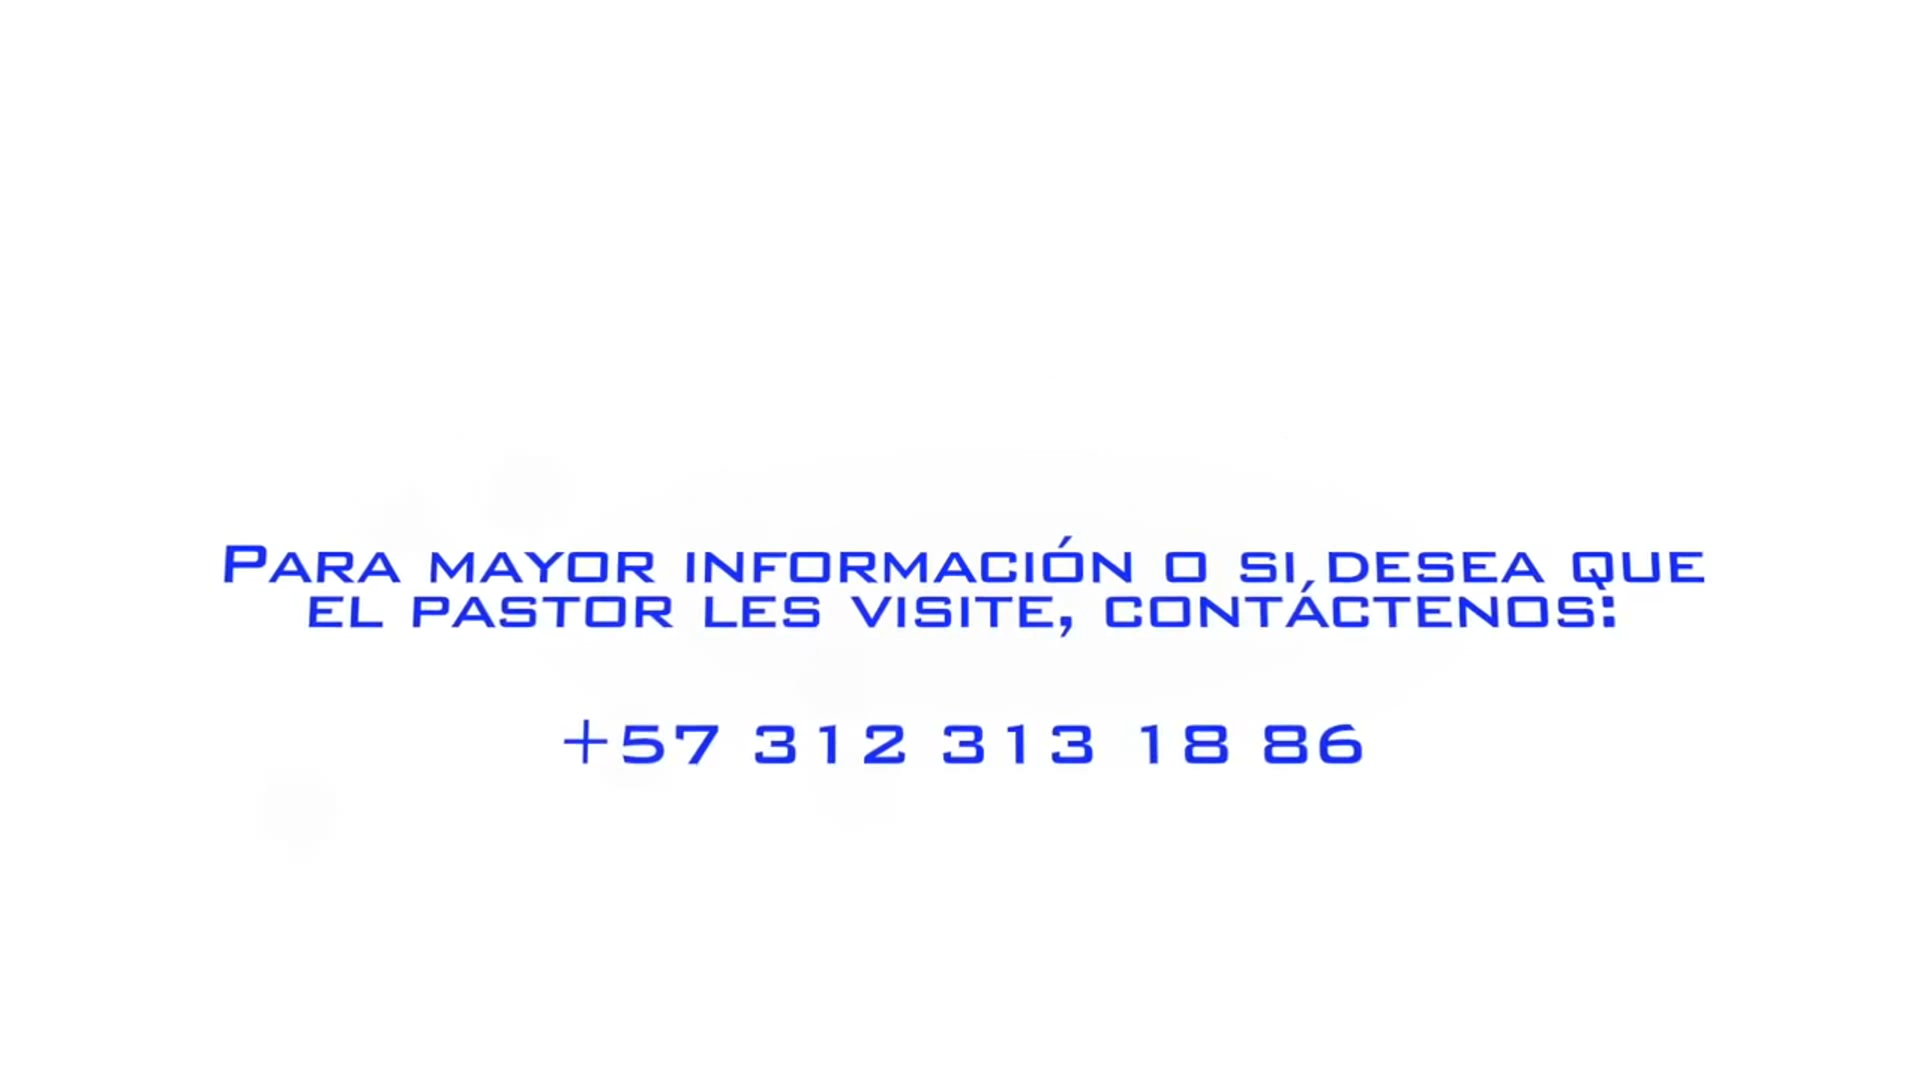 Para mayor información o si desea que
el pastor les visite, contáctenos:
+57 312 313 18 86